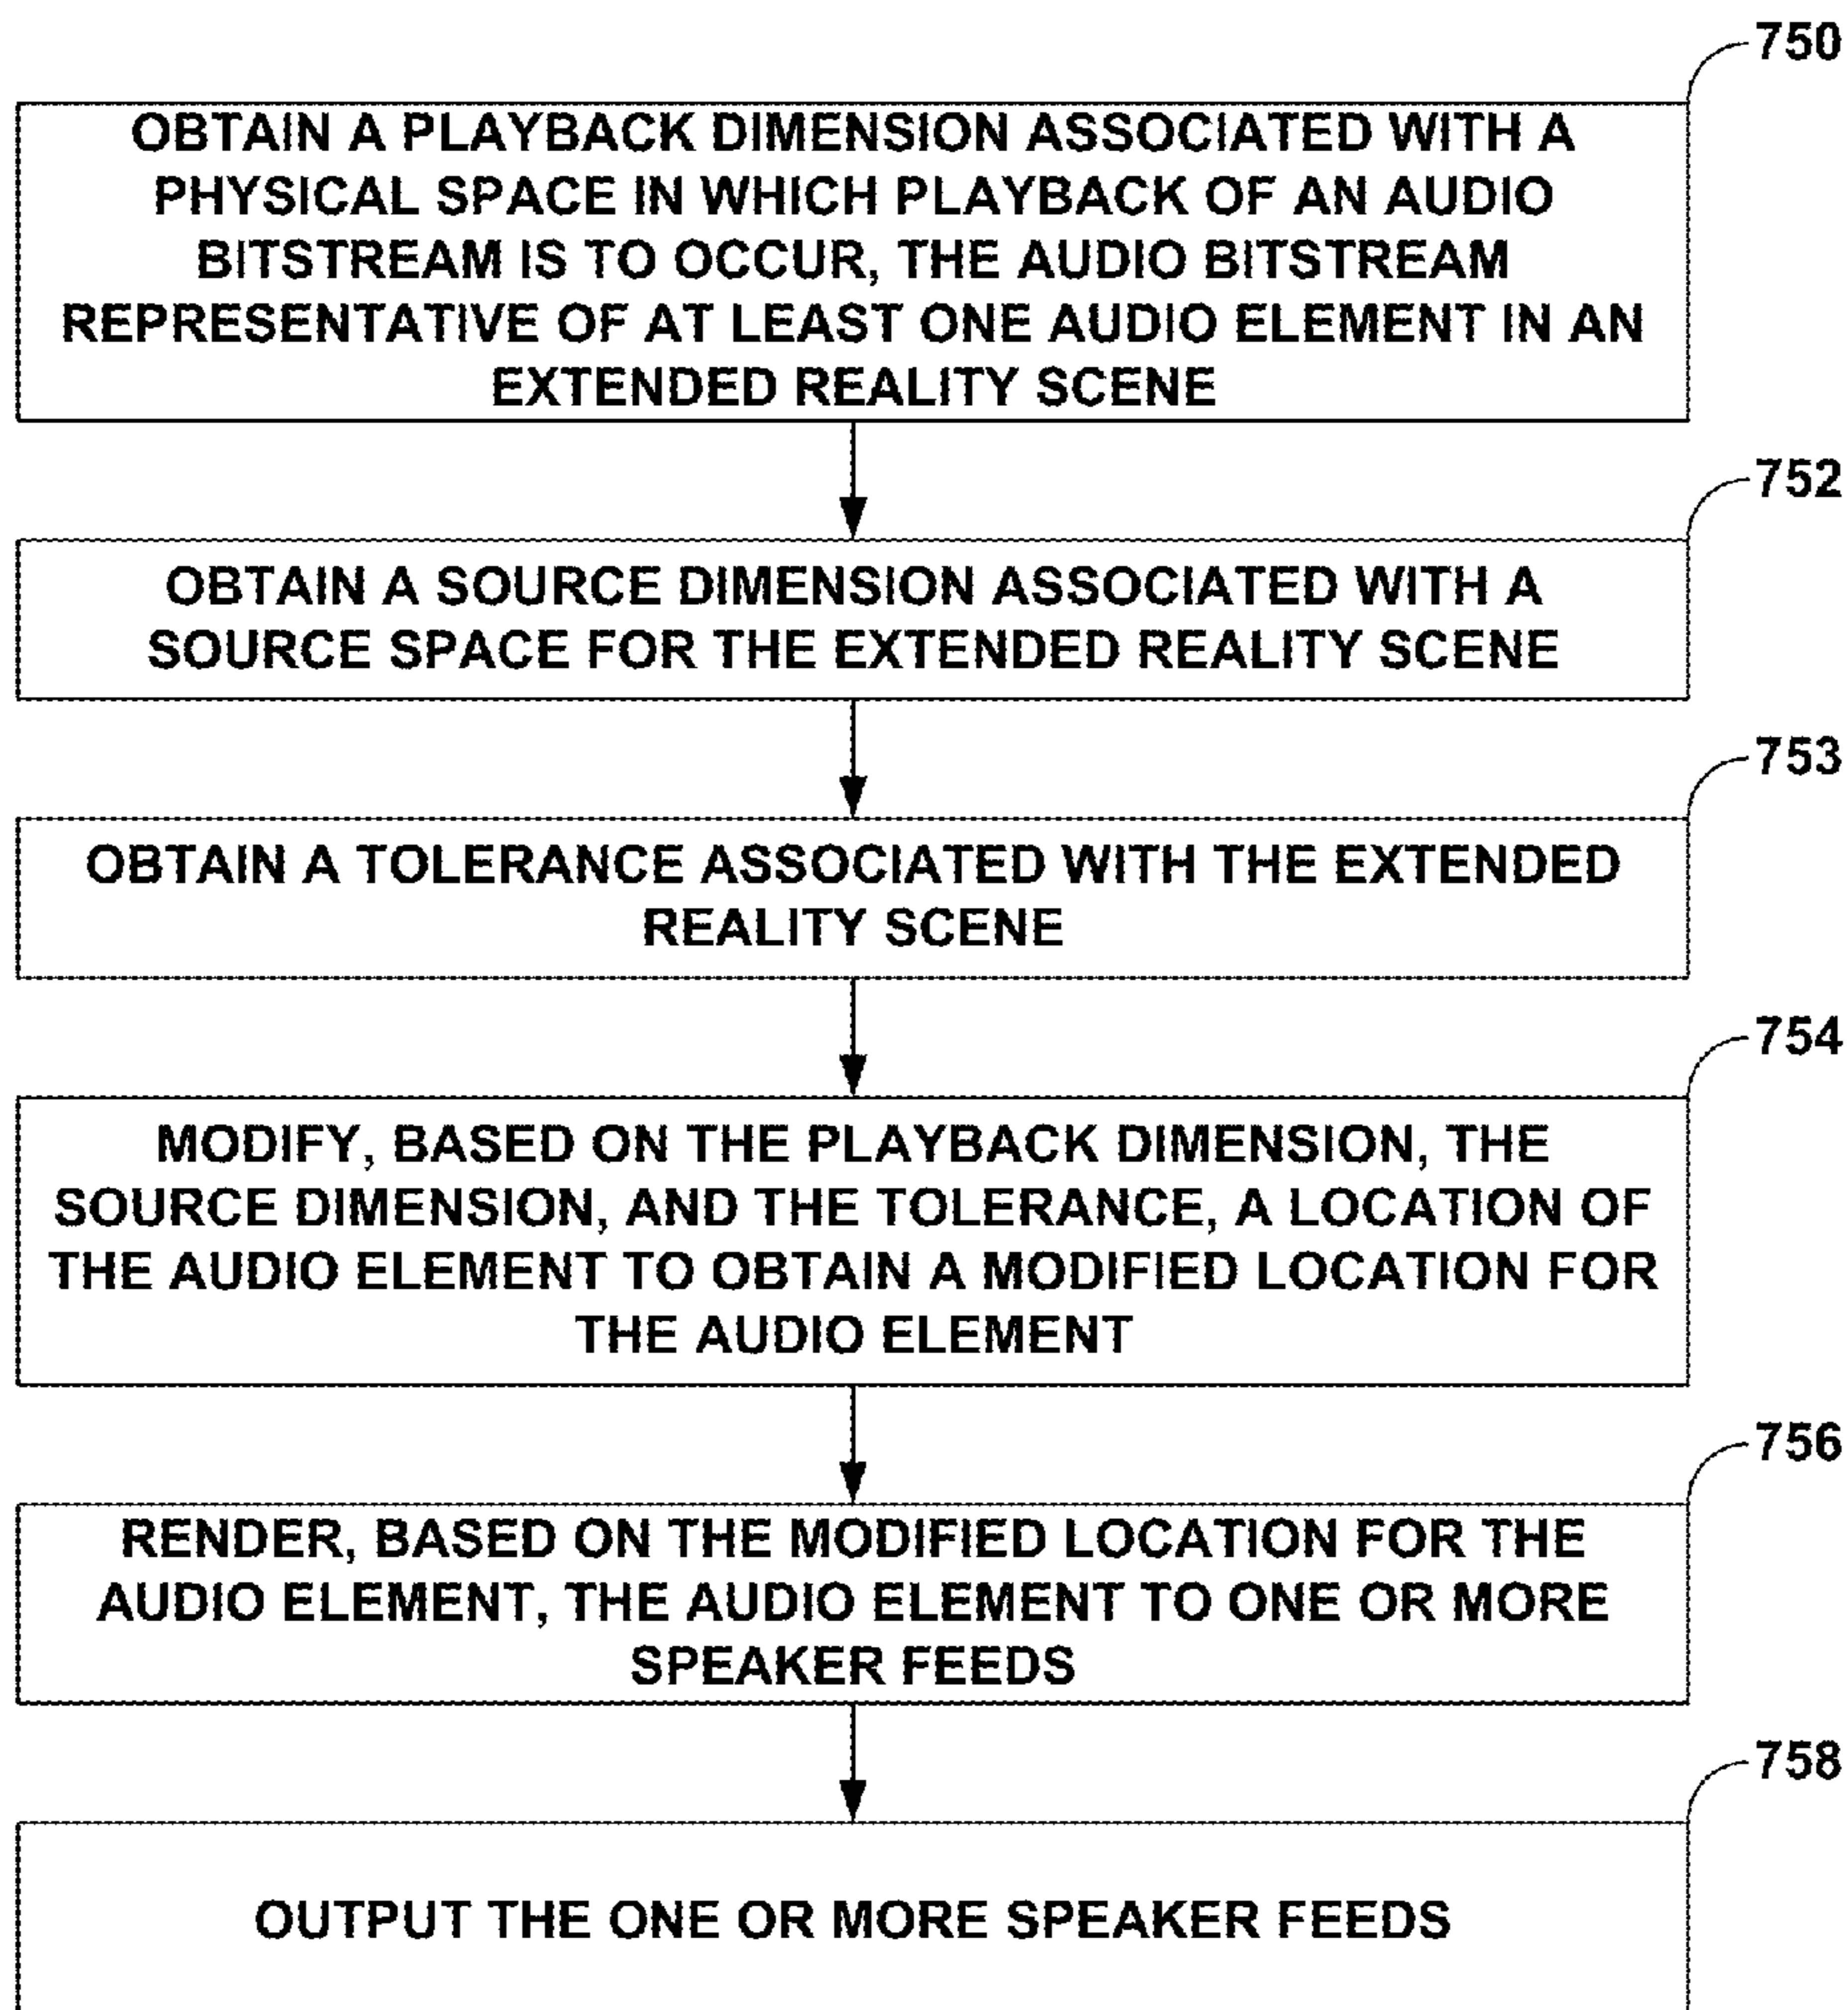 750
OBTAIN A PLAYBACK DIMENSION ASSOCIATED WITH A
PHYSICAL SPACE IN WHICH PLAYBACK OF AN AUDIO
BITSTREAM IS TO OCCUR, THE AUDIO BITSTREAM
REPRESENTATIVE OF AT LEAST ONE AUDIO ELEMENT IN AN
EXTENDED REALITY SCENE
752
OBTAIN A SOURCE DIMENSION ASSOCIATED WITH A
SOURCE SPACE FOR THE EXTENDED REALITY SCENE
753
OBTAIN A TOLERANCE ASSOCIATED WITH THE EXTENDED
REALITY SCENE
754
MODIFY, BASED ON THE PLAYBACK DIMENSION, THE
SOURCE DIMENSION, AND THE TOLERANCE, A LOCATION OF
THE AUDIO ELEMENT TO OBTAIN A MODIFIED LOCATION FOR
THE AUDIO ELEMENT
756
RENDER, BASED ON THE MODIFIED LOCATION FOR THE
AUDIO ELEMENT, THE AUDIO ELEMENT TO ONE OR MORE
SPEAKER FEEDS
758
OUTPUT THE ONE OR MORE SPEAKER FEEDS